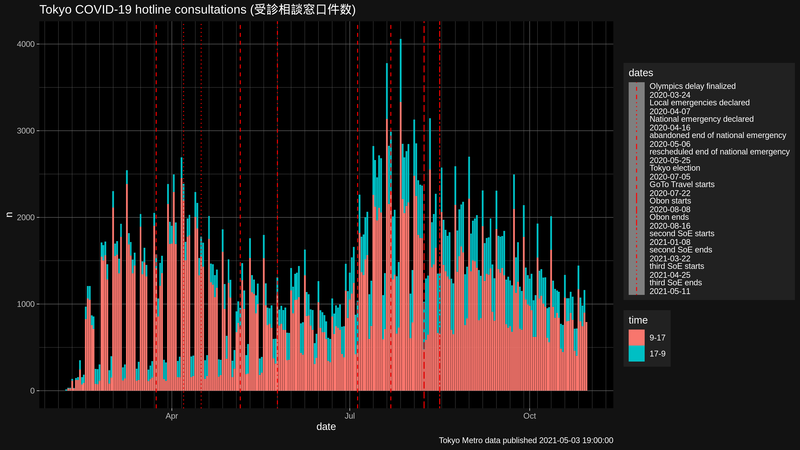 Tokyo COVID-19 hotline consultations (受診相談窓口件数)
4000
3000
2000
1000
0
n
Apr
Jul
Oct
date
dates
Olympics delay finalized
2020-03-24
Local emergencies declared
2020-04-07
National emergency declared
2020-04-16
abandoned end of national emergency
2020-05-06
rescheduled end of national emergency
2020-05-25
Tokyo election
2020-07-05
GoTo Travel starts
2020-07-22
Obon starts
2020-08-08
Obon ends
2020-08-16
second SoE starts
2021-01-08
second SoE ends
2021-03-22
third SoE starts
2021-04-25
third SoE ends
2021-05-11
time
9-17
17-9
Tokyo Metro data published 2021-05-03 19:00:00